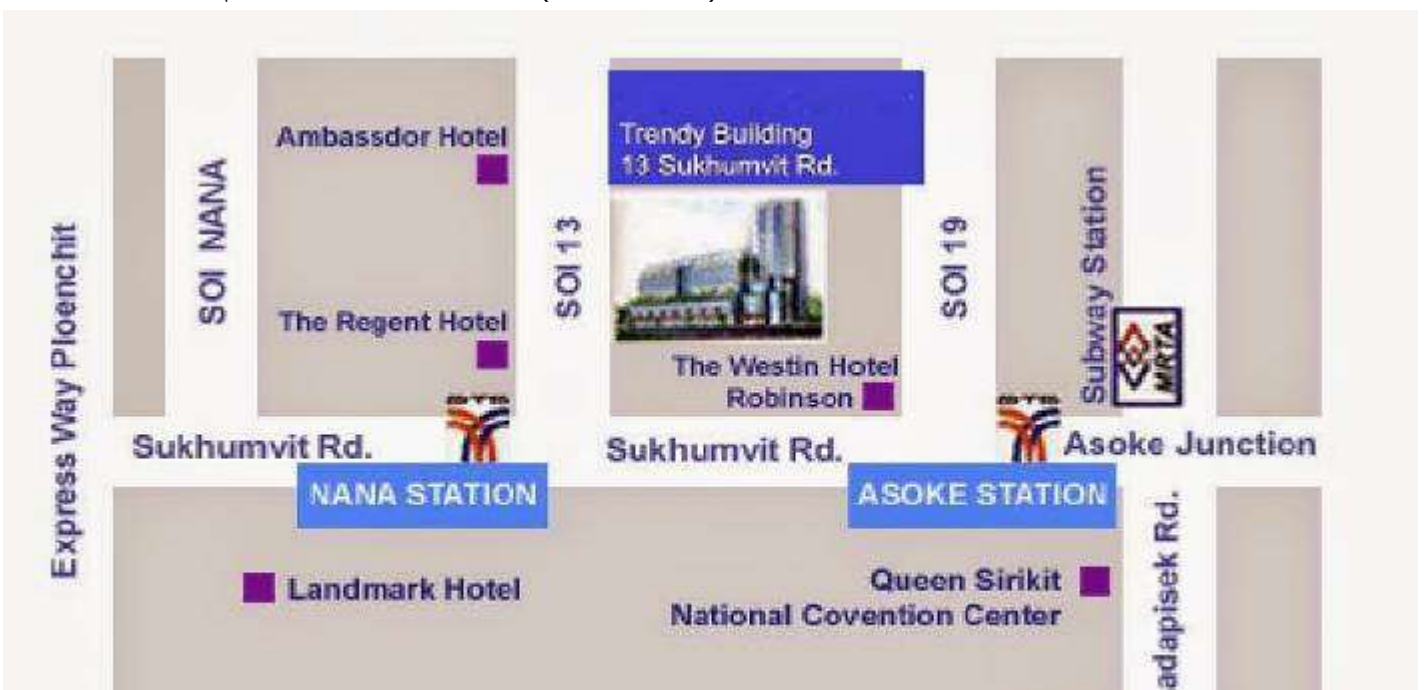 Ambassdor Hotel
Trendy Building
13 Sukhumvit Rd.
SOI NANA
SOI 13
SOI 19
Subway Station
Express Way Ploenchit
The Regent Hotel
MRTA
The Westin Hotel
Robinson
Sukhumvit Rd.
Sukhumvit Rd.
Asoke Junction
NANA STATION
ASOKE STATION
Landmark Hotel
Queen Sirikit
National Covention Center
adapisek Rd.